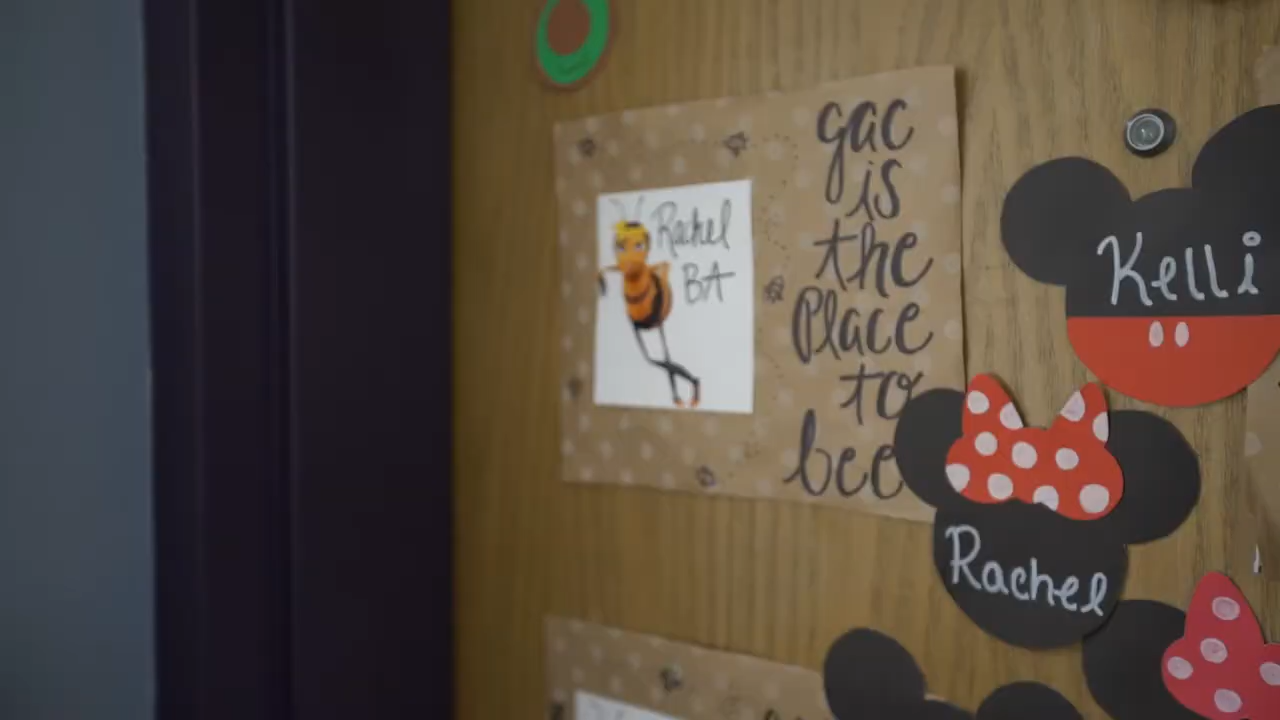 gac
is
the
Place
to
bee
Rachel
BA
Kelli
Rachel